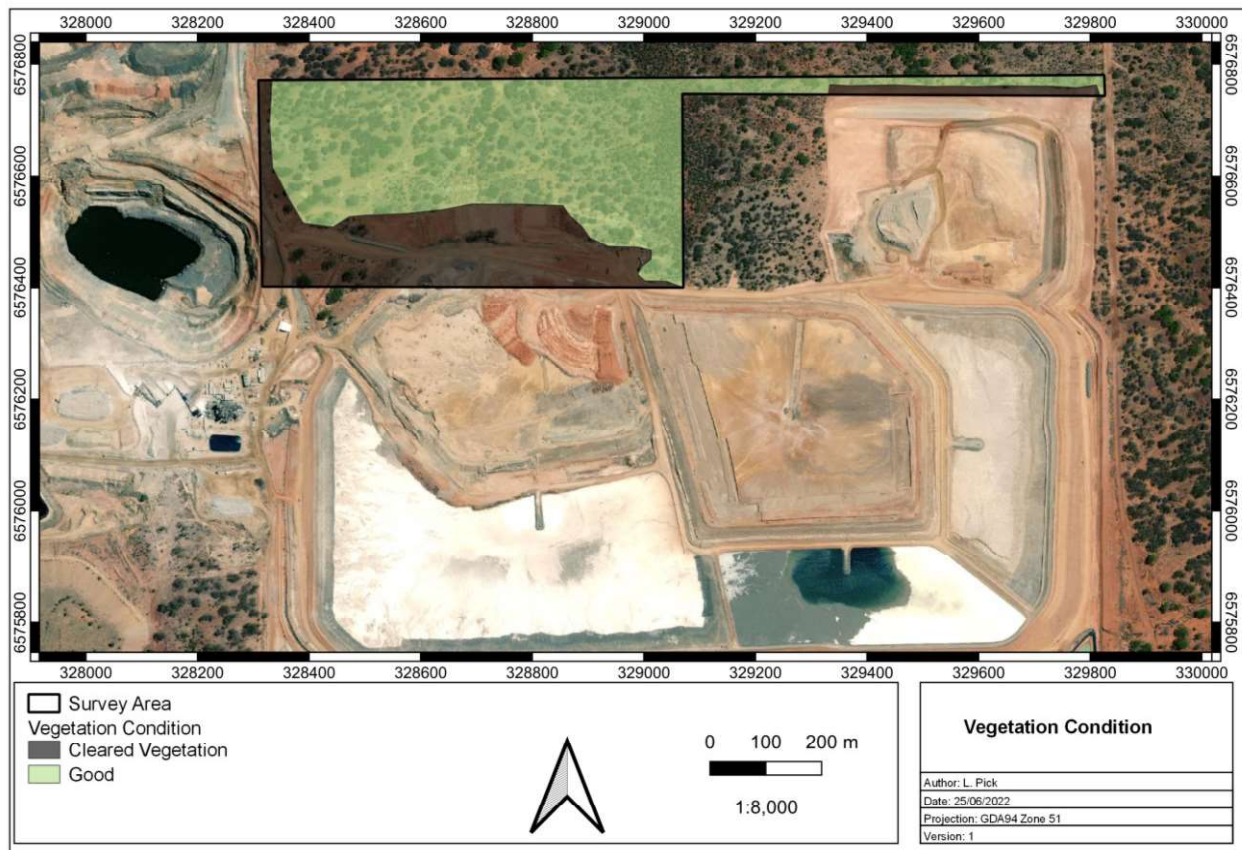 328000 328200 328400 328600 328800 329000 329200 329400 329600 329800 330000
6576800 6576800
6576600 6576600
6576400 6576400
6576200 6576200
6576000 6576000
6575800 6575800
328000 328200 328400 328600 328800 329000 329200 329400 329600 329800 330000
Survey Area
Vegetation Condition
Cleared Vegetation
Good
0 100 200 m
1:8,000
Vegetation Condition
Author: L. Pick
Date: 25/06/2022
Projection: GDA94 Zone 51
Version: 1